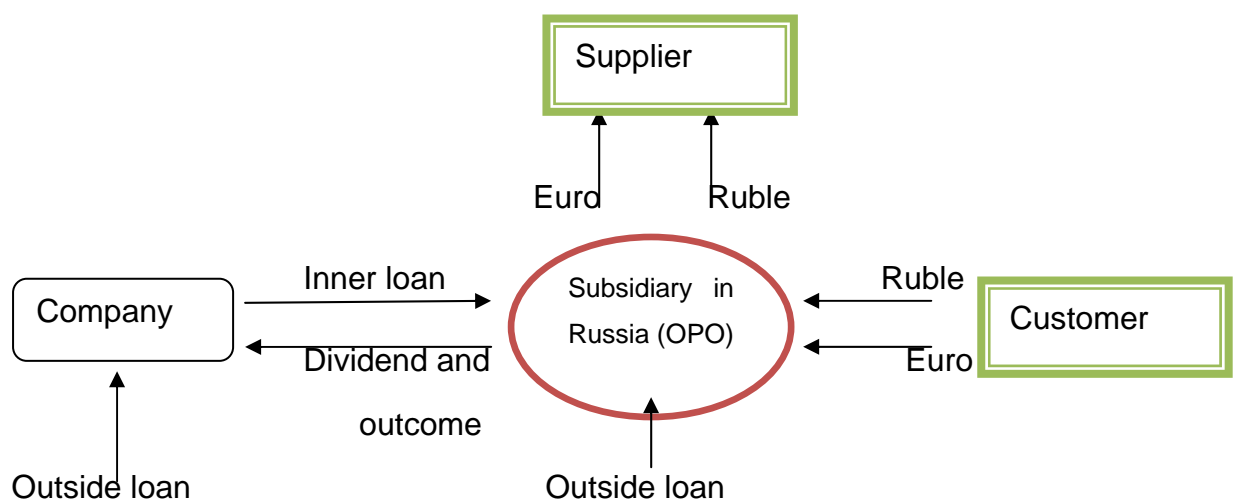 Supplier
Euro
Ruble
Inner loan
Company
Dividend and
outcome
Subsidiary in
Russia (OPO)
Ruble
Customer
Euro
Outside loan
Outside loan